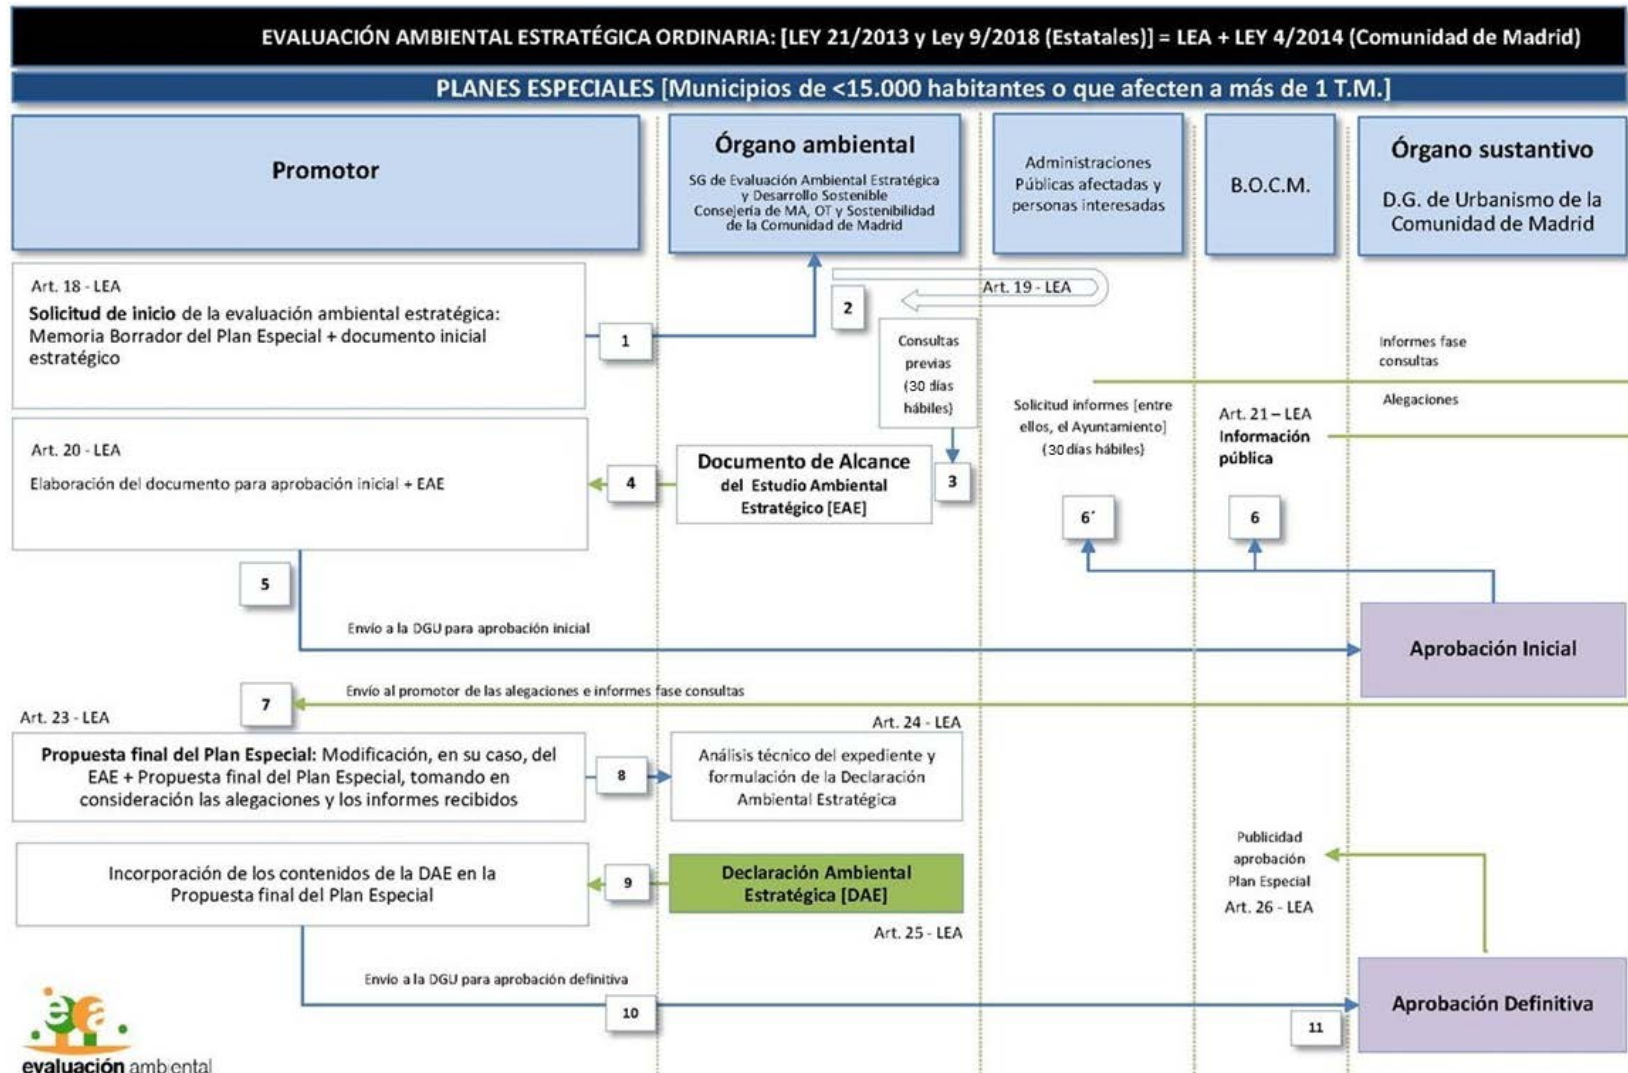 EVALUACIÓN AMBIENTAL ESTRATÉGICA ORDINARIA: [LEY 21/2013 y Ley 9/2018 (Estatales)] = LEA + LEY 4/2014 (Comunidad de Madrid)
PLANES ESPECIALES [Municipios de <15.000 habitantes o que afecten a más de 1 T.M.]
Promotor
Órgano ambiental
SG de Evaluación Ambiental Estratégica
y Desarrollo Sostenible
Consejería de MA, OT y Sostenibilidad
de la Comunidad de Madrid
Administraciones
Públicas afectadas y
personas interesadas
B.O.C.M.
Órgano sustantivo
D.G. de Urbanismo de la
Comunidad de Madrid
Art. 18 - LEA
Solicitud de inicio de la evaluación ambiental estratégica:
Memoria Borrador del Plan Especial + documento inicial
estratégico
1
2
Art. 19 - LEA
Consultas
previas
(30 días
hábiles)
Informes fase
consultas
Alegaciones
Solicitud informes [entre
ellos, el Ayuntamiento]
(30 días hábiles)
Art. 21 – LEA
Información
pública
Art. 20 - LEA
Elaboración del documento para aprobación inicial + EAE
4
Documento de Alcance
del Estudio Ambiental
Estratégico [EAE]
3
6´
6
5
Envío a la DGU para aprobación inicial
Aprobación Inicial
7
Envío al promotor de las alegaciones e informes fase consultas
Art. 23 - LEA
Art. 24 - LEA
Propuesta final del Plan Especial: Modificación, en su caso, del
EAE + Propuesta final del Plan Especial, tomando en
consideración las alegaciones y los informes recibidos
8
Análisis técnico del expediente y
formulación de la Declaración
Ambiental Estratégica
Incorporación de los contenidos de la DAE en la
Propuesta final del Plan Especial
9
Declaración Ambiental
Estratégica [DAE]
Art. 25 - LEA
Publicidad
aprobación
Plan Especial
Art. 26 - LEA
Envío a la DGU para aprobación definitiva
10
11
Aprobación Definitiva
eca
evaluación ambiental